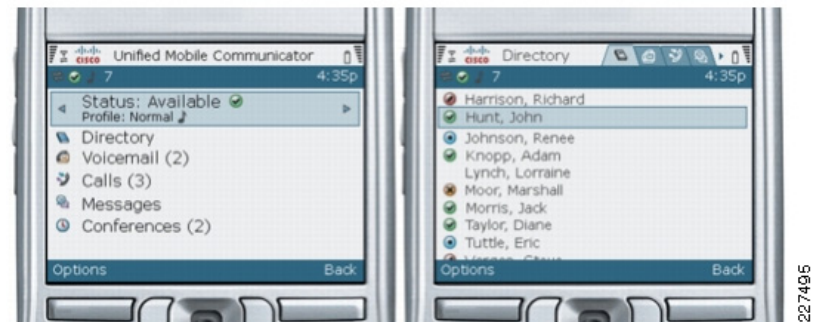 CISCO Unified Mobile Communicator
7 4:35p
Status: Available
Profile: Normal
Directory
Voicemail (2)
Calls (3)
Messages
Conferences (2)
Options Back
CISCO Directory
7 4:35p
Harrison, Richard
Hunt, John
Johnson, Renee
Knopp, Adam
Lynch, Lorraine
Moor, Marshall
Morris, Jack
Taylor, Diane
Tuttle, Eric
Options Back
227495